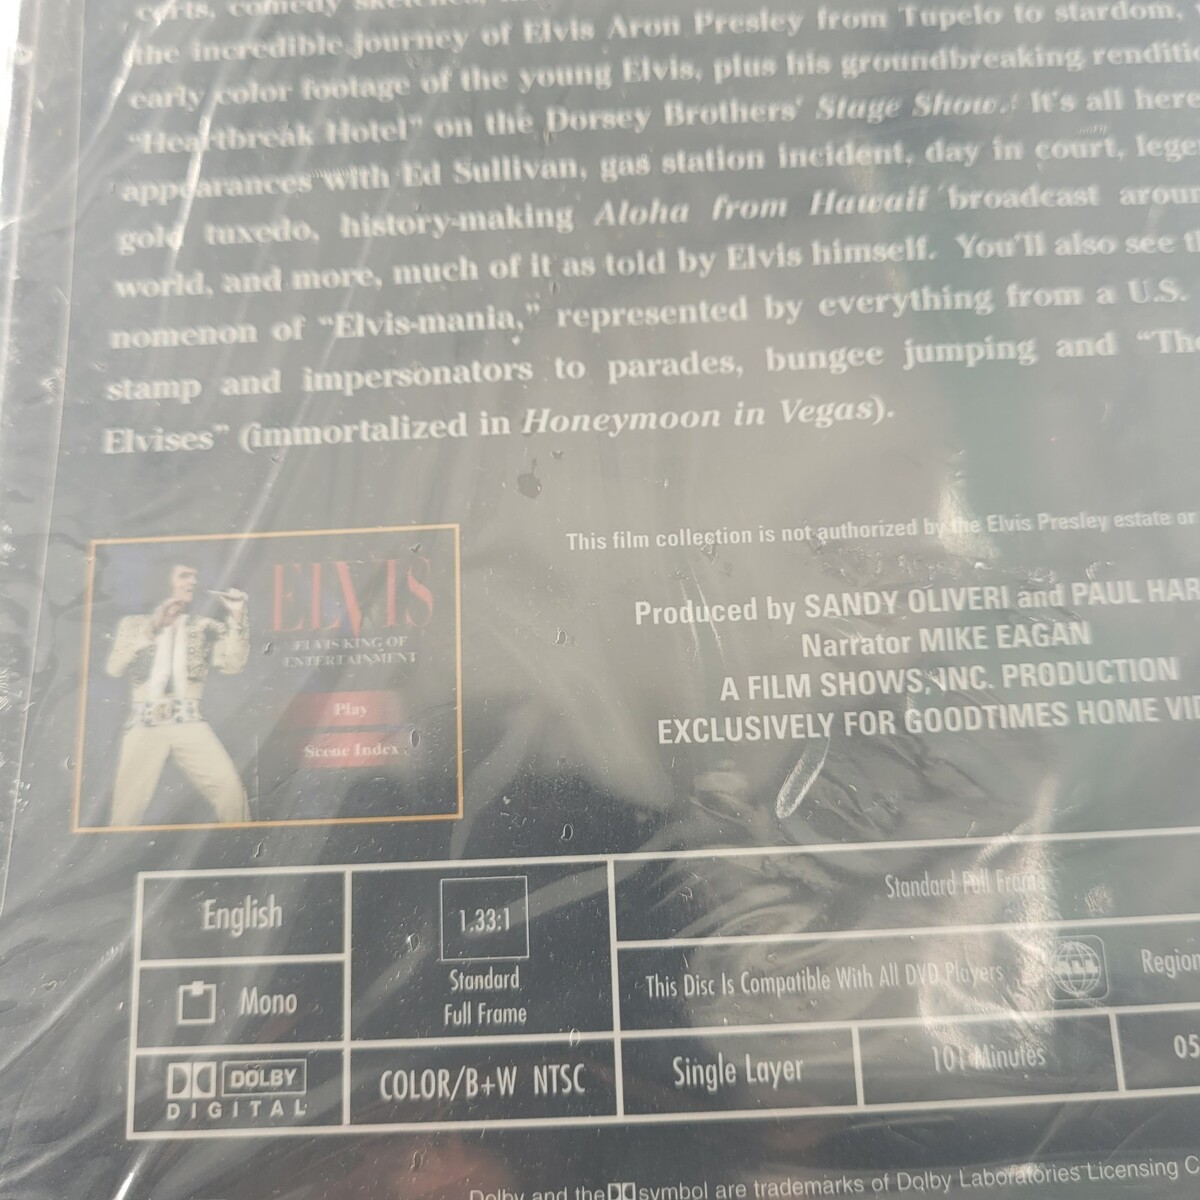 the incredible journey of Elvis Aron Presley from Tupelo to stardom,
early color footage of the young Elvis, plus his groundbreaking renditi
"Heartbreak Hotel" on the Dorsey Brothers' Stage Show. It's all here
appearances with Ed Sullivan, gas station incident, day in court, lege
gold tuxedo, history-making Aloha from Hawaii broadcast aroun
world, and more, much of it as told by Elvis himself. You'll also see th
nomenon of "Elvis-mania," represented by everything from a U.S.
stamp and impersonators to parades, bungee jumping and "The
Elvises" (immortalized in Honeymoon in Vegas).
This film collection is not authorized by the Elvis Presley estate or
ELVIS
ELVIS KING OF
ENTERTAINMENT
Play
Scene Index
Produced by SANDY OLIVERI and PAUL HAR
Narrator MIKE EAGAN
A FILM SHOWS, INC. PRODUCTION
EXCLUSIVELY FOR GOODTIMES HOME VI
English
Mono
DOLBY
DIGITAL
1.33:1
Standard
Full Frame
COLOR/B+W NTSC
Standard Full Frame
This Disc Is Compatible With All DVD Players
ALL
Region
Single Layer
101 Minutes
05
Dolby and the DD symbol are trademarks of Dolby Laboratories Licensing C